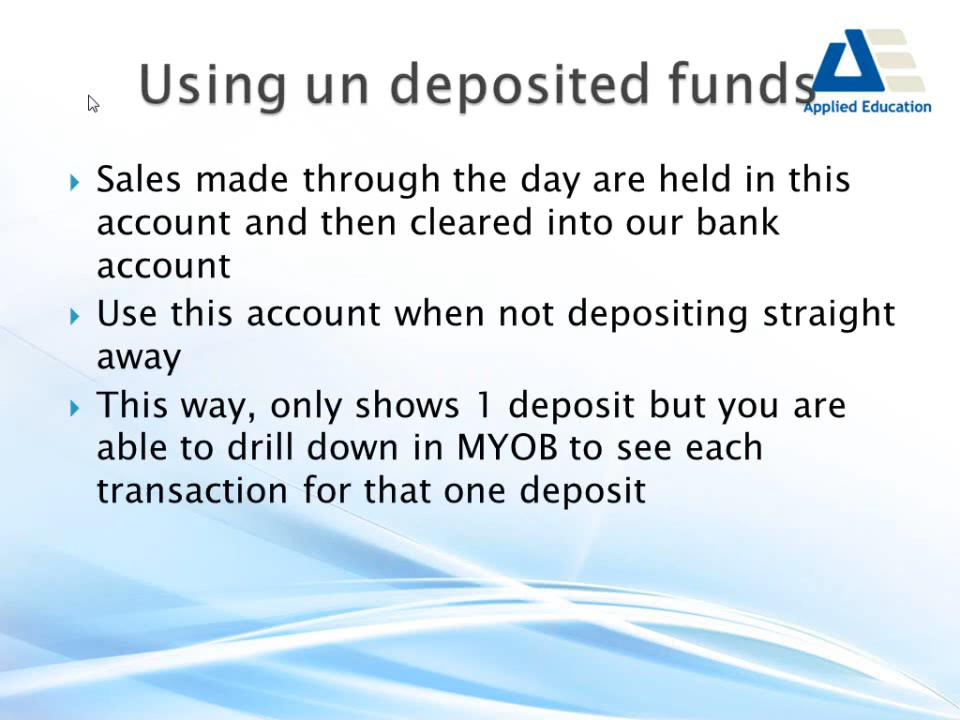 Using un deposited funds
Applied Education
Sales made through the day are held in this
account and then cleared into our bank
account
Use this account when not depositing straight
away
This way, only shows 1 deposit but you are
able to drill down in MYOB to see each
transaction for that one deposit